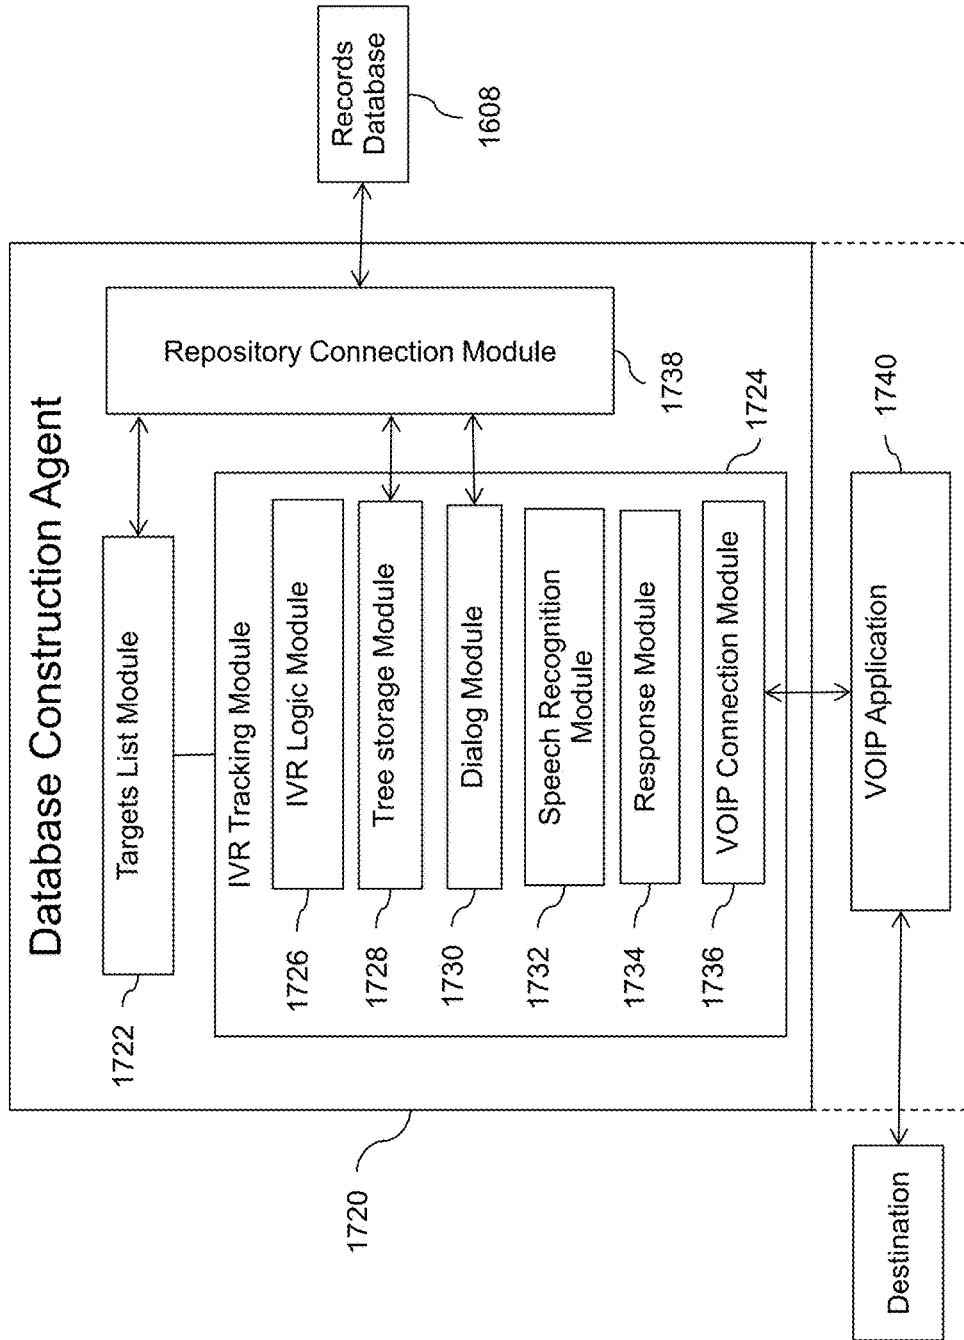 Database Construction Agent
1722
Targets List Module
IVR Tracking Module
1726
IVR Logic Module
1728
Tree storage Module
1730
Dialog Module
1732
Speech Recognition
Module
1734
Response Module
1736
VOIP Connection Module
1724
Repository Connection Module
1738
Records
Database
1608
1720
Destination
VOIP Application
1740